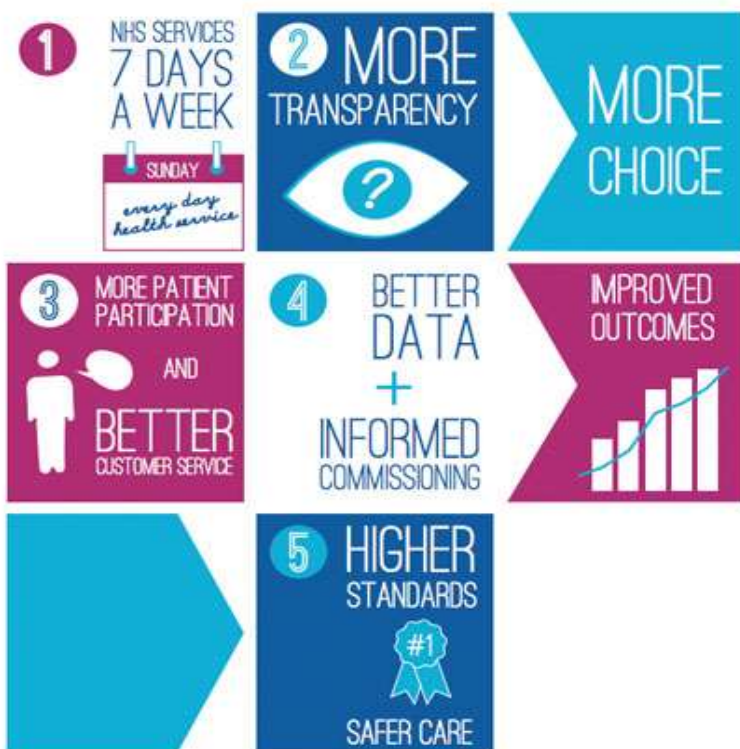 1
NHS SERVICES
7 DAYS
A WEEK
SUNDAY
every day
health service
2 MORE
TRANSPARENCY
?
MORE
CHOICE
3 MORE PATIENT
PARTICIPATION
AND
BETTER
CUSTOMER SERVICE
4 BETTER
DATA
+
INFORMED
COMMISSIONING
IMPROVED
OUTCOMES
5 HIGHER
STANDARDS
#1
SAFER CARE